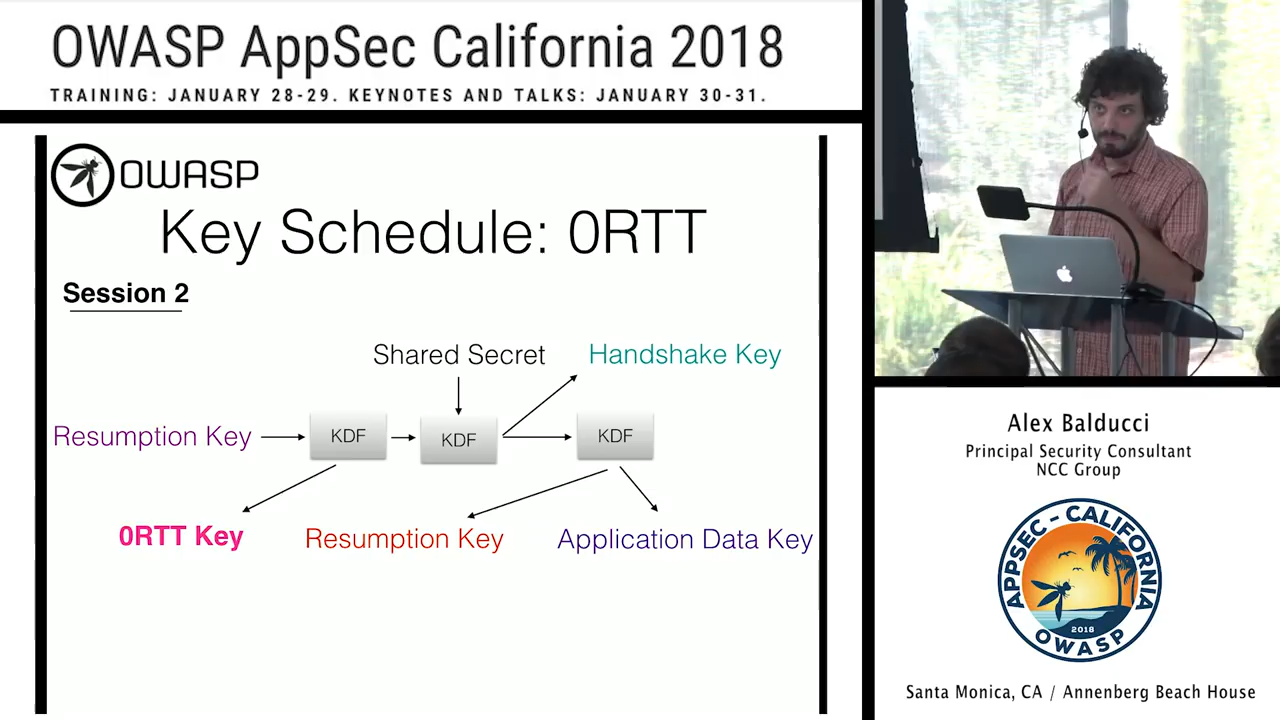 OWASP AppSec California 2018
TRAINING: JANUARY 28-29. KEYNOTES AND TALKS: JANUARY 30-31.
OWASP
Key Schedule: 0RTT
Session 2
Shared Secret
Handshake Key
Resumption Key
KDF
KDF
KDF
0RTT Key
Resumption Key
Application Data Key
Alex Balducci
Principal Security Consultant
NCC Group
APPSEC - CALIFORNIA
2018
OWASP
Santa Monica, CA / Annenberg Beach House